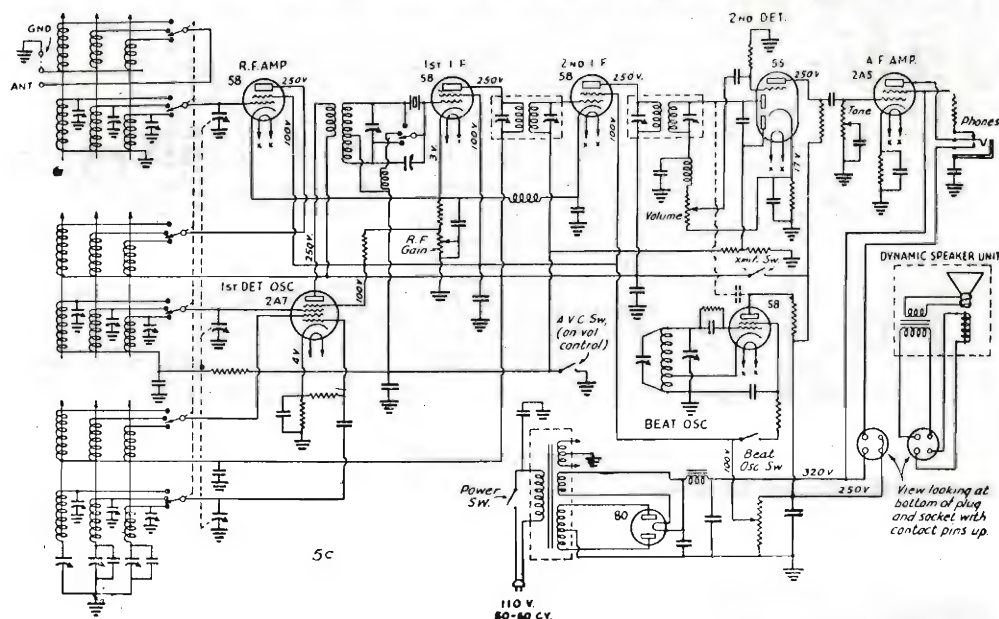 GND
ANT
R.F. AMP
58
250V
100V
1ST I F
58
250V
100V
3 V.
2ND I F
58
250V.
100V
2ND DET.
55
250V
A F AMP.
2A5
Tone
Phones
Volume
R.F
Gain
xmit. Sw.
250V.
100V
1ST DET OSC
2A7
4V
A V C Sw,
(on vol
control)
58
BEAT OSC
Beat
Osc Sw
100V
DYNAMIC SPEAKER UNIT
Power
Sw.
80
320V
250V
View looking at
bottom of plug
and socket with
contact pins up.
5c
110 V.
50-60 CY.